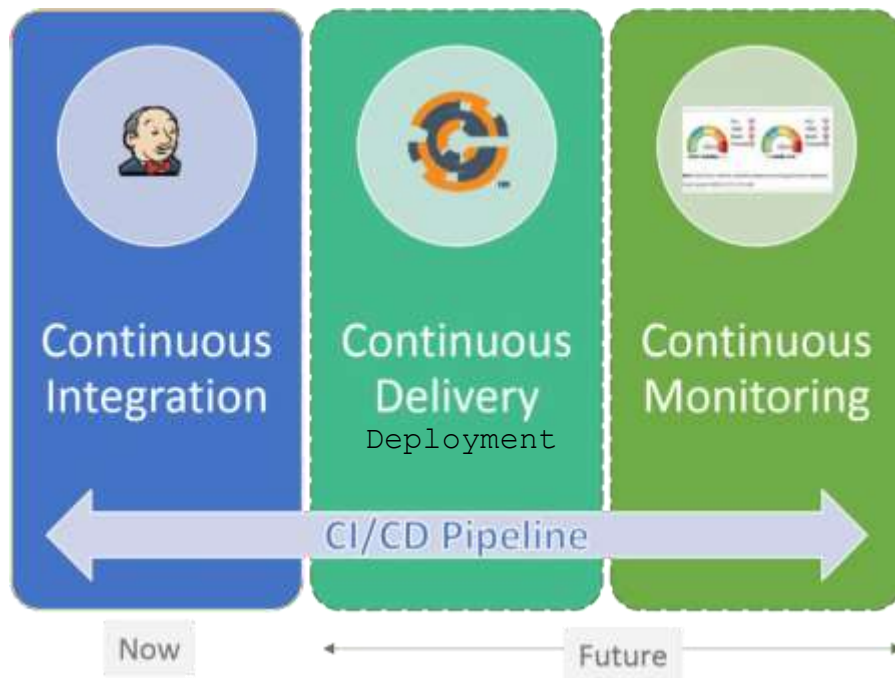 Continuous
Integration
Continuous
Delivery
Deployment
Continuous
Monitoring
CI/CD Pipeline
Now
Future